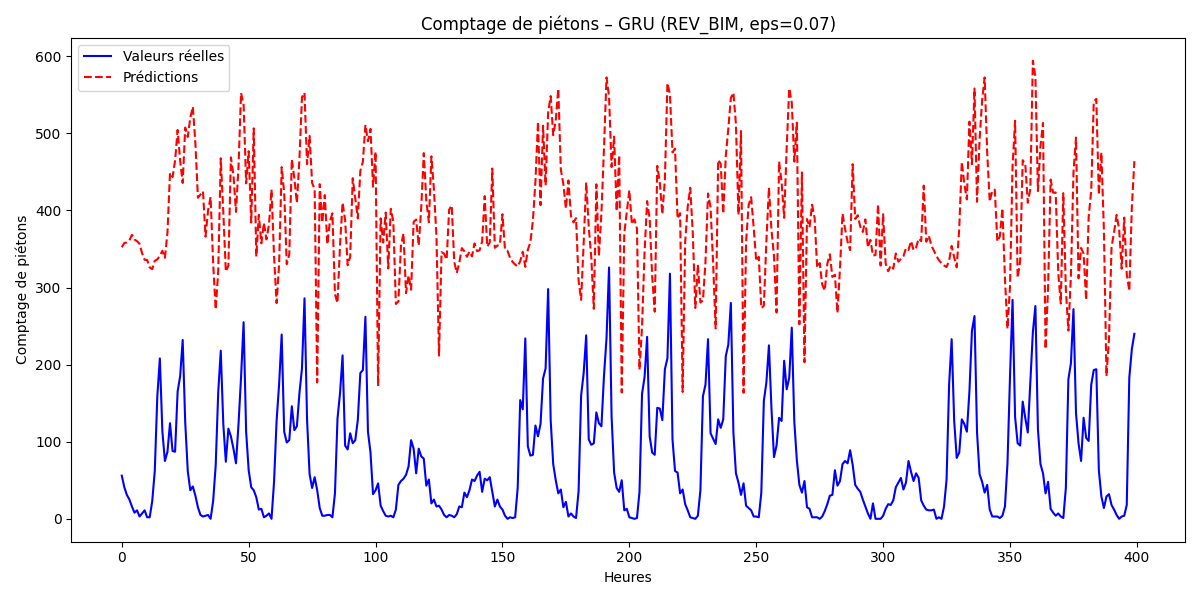 Comptage de piétons – GRU (REV_BIM, eps=0.07)
Valeurs réelles
Prédictions
Comptage de piétons
600
500
400
300
200
100
0
0 50 100 150 200 250 300 350 400
Heures